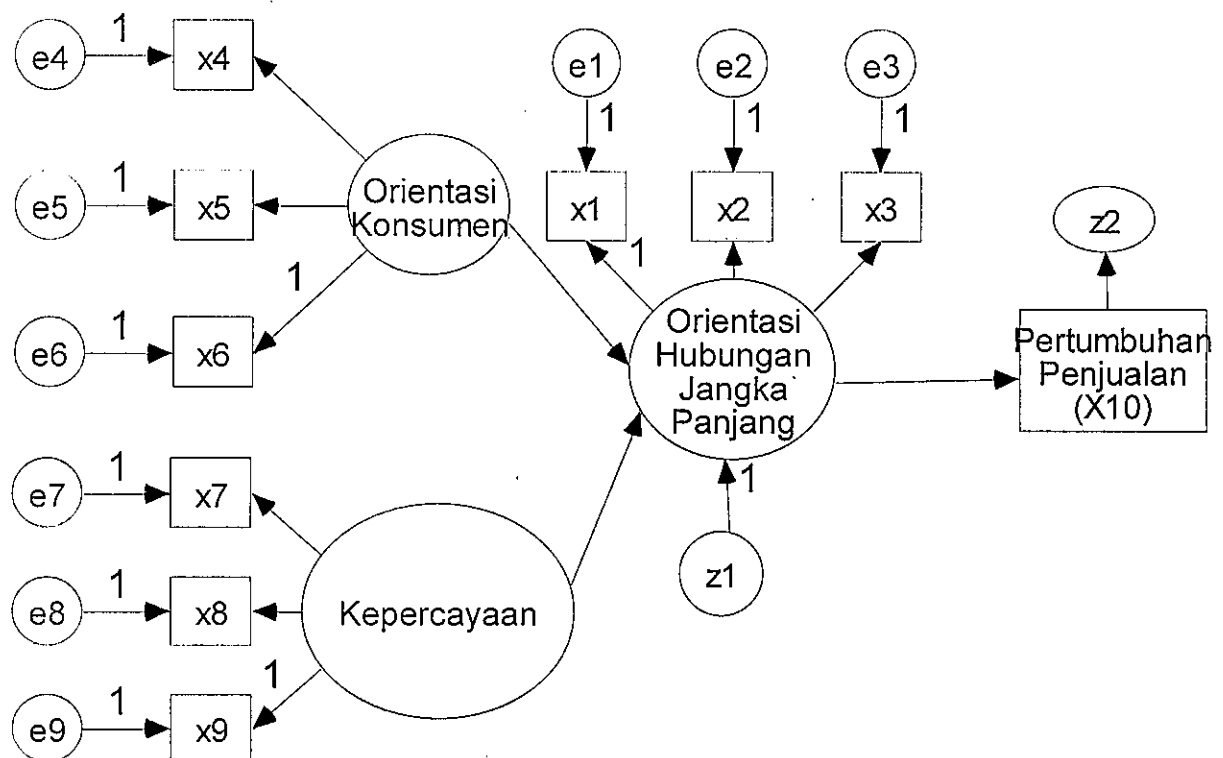 e4
1
x4
e5
1
x5
e6
1
x6
1
Orientasi
Konsumen
e7
1
x7
e8
1
x8
e9
1
x9
1
Kepercayaan
e1
1
x1
1
e2
1
x2
e3
1
x3
Orientasi
Hubungan
Jangka
Panjang
1
z1
z2
Pertumbuhan
Penjualan
(X10)